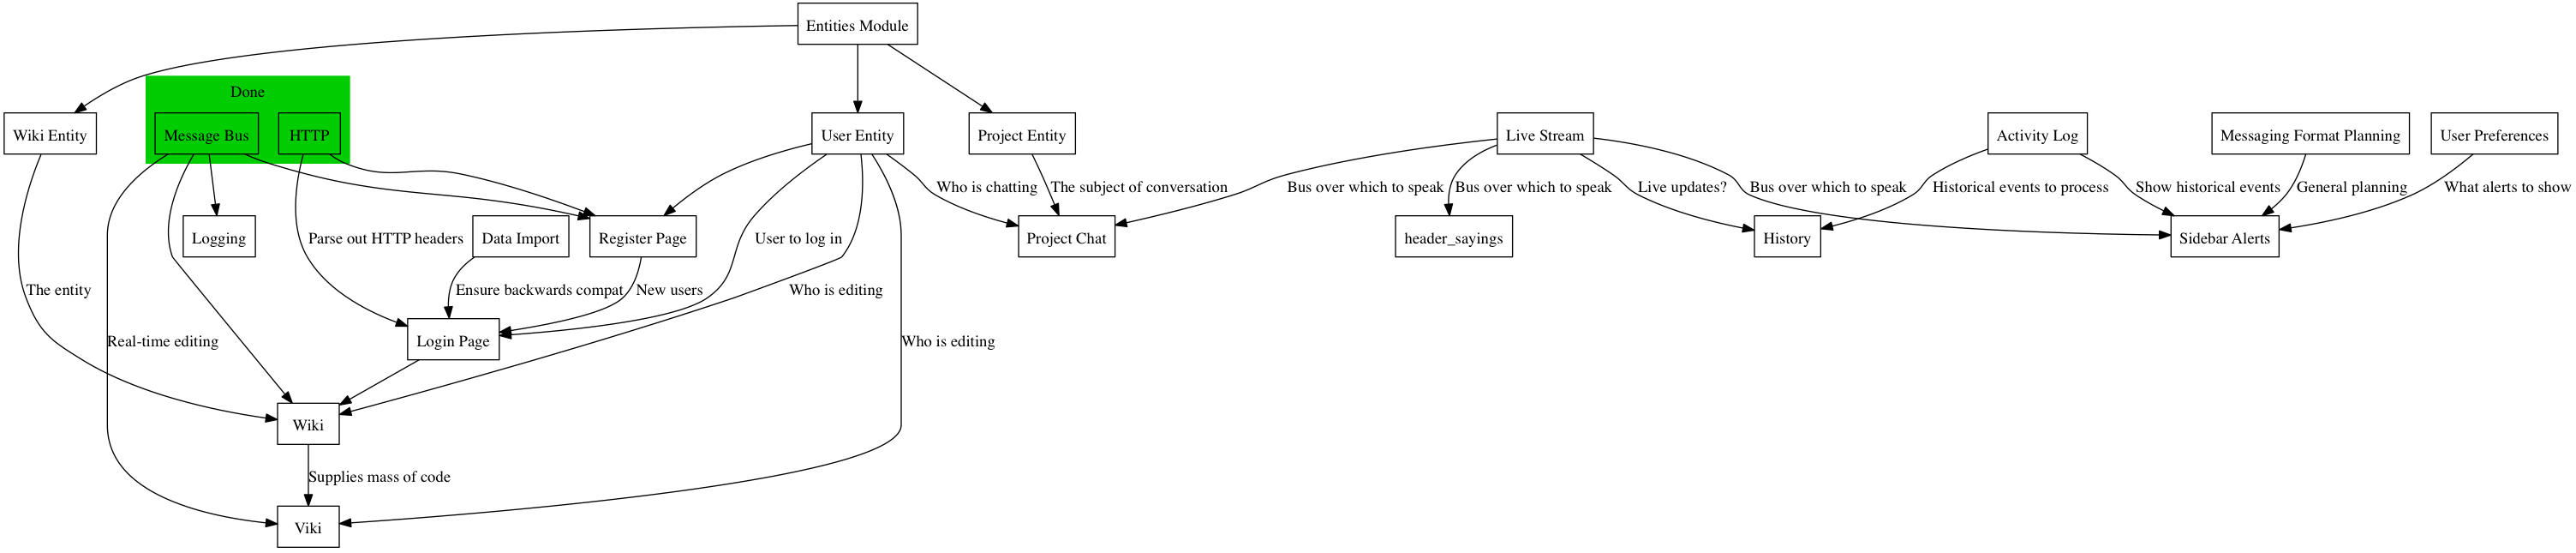 Entities Module
Done
Wiki Entity
Message Bus
HTTP
User Entity
Project Entity
Live Stream
Activity Log
Messaging Format Planning
User Preferences
Who is chatting
The subject of conversation
Bus over which to speak
Bus over which to speak
Live updates?
Bus over which to speak
Historical events to process
Show historical events
General planning
What alerts to show
Logging
Parse out HTTP headers
Data Import
Register Page
User to log in
Project Chat
header_sayings
History
Sidebar Alerts
The entity
Ensure backwards compat
New users
Who is editing
Real-time editing
Login Page
Who is editing
Wiki
Supplies mass of code
Viki